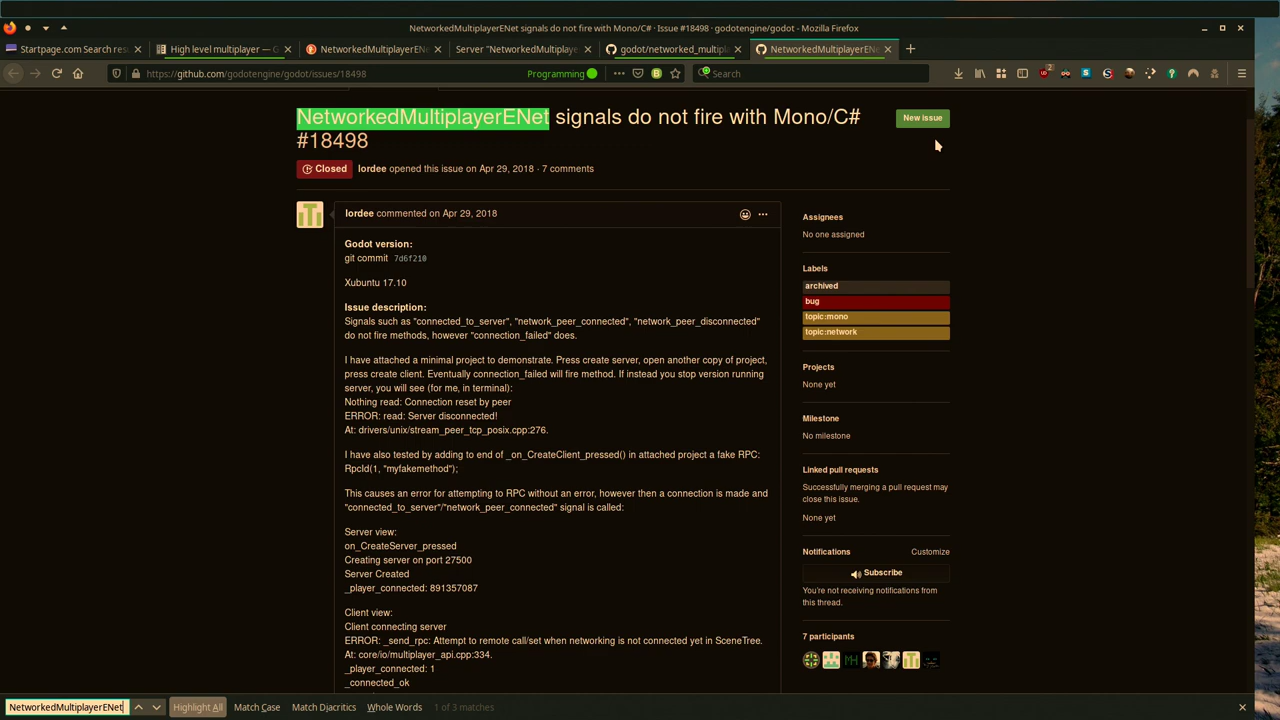 NetworkedMultiplayerENet signals do not fire with Mono/C# · Issue #18498 · godotengine/godot - Mozilla Firefox
Startpage.com Search res
High level multiplayer — G
NetworkedMultiplayerEN
Server "NetworkedMultiplaye
godot/networked_multipla
NetworkedMultiplayerENe
https://github.com/godotengine/godot/issues/18498
Programming
Search
2
NetworkedMultiplayerENet signals do not fire with Mono/C#
#18498
New issue
Closed
lordee opened this issue on Apr 29, 2018 · 7 comments
lordee commented on Apr 29, 2018
Godot version:
git commit 7d6f210
Xubuntu 17.10
Issue description:
Signals such as "connected_to_server", "network_peer_connected", "network_peer_disconnected"
do not fire methods, however "connection_failed" does.
I have attached a minimal project to demonstrate. Press create server, open another copy of project,
press create client. Eventually connection_failed will fire method. If instead you stop version running
server, you will see (for me, in terminal):
Nothing read: Connection reset by peer
ERROR: read: Server disconnected!
At: drivers/unix/stream_peer_tcp_posix.cpp:276.
I have also tested by adding to end of _on_CreateClient_pressed() in attached project a fake RPC:
RpcId(1, "myfakemethod");
This causes an error for attempting to RPC without an error, however then a connection is made and
"connected_to_server"/"network_peer_connected" signal is called:
Server view:
on_CreateServer_pressed
Creating server on port 27500
Server Created
_player_connected: 891357087
Client view:
Client connecting server
ERROR: _send_rpc: Attempt to remote call/set when networking is not connected yet in SceneTree.
At: core/io/multiplayer_api.cpp:334.
_player_connected: 1
_connected_ok
Assignees
No one assigned
Labels
archived
bug
topic:mono
topic:network
Projects
None yet
Milestone
No milestone
Linked pull requests
Successfully merging a pull request may
close this issue.
None yet
Notifications
Customize
Subscribe
You're not receiving notifications from
this thread.
7 participants
NetworkedMultiplayerENet
Highlight All
Match Case
Match Diacritics
Whole Words
1 of 3 matches